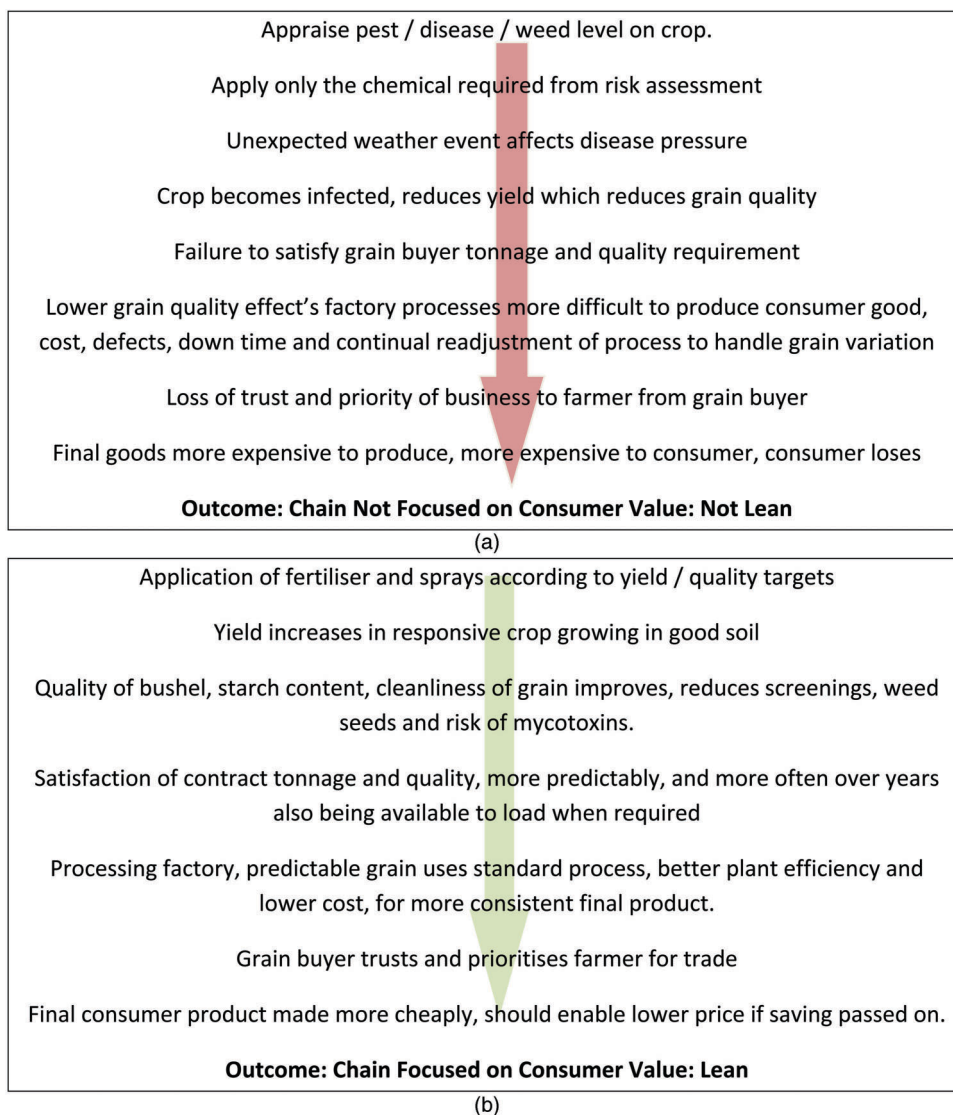 Appraise pest / disease / weed level on crop.
Apply only the chemical required from risk assessment
Unexpected weather event affects disease pressure
Crop becomes infected, reduces yield which reduces grain quality
Failure to satisfy grain buyer tonnage and quality requirement
Lower grain quality effect's factory processes more difficult to produce consumer good,
cost, defects, down time and continual readjustment of process to handle grain variation
Loss of trust and priority of business to farmer from grain buyer
Final goods more expensive to produce, more expensive to consumer, consumer loses
Outcome: Chain Not Focused on Consumer Value: Not Lean
(a)
Application of fertiliser and sprays according to yield / quality targets
Yield increases in responsive crop growing in good soil
Quality of bushel, starch content, cleanliness of grain improves, reduces screenings, weed
seeds and risk of mycotoxins.
Satisfaction of contract tonnage and quality, more predictably, and more often over years
also being available to load when required
Processing factory, predictable grain uses standard process, better plant efficiency and
lower cost, for more consistent final product.
Grain buyer trusts and prioritises farmer for trade
Final consumer product made more cheaply, should enable lower price if saving passed on.
Outcome: Chain Focused on Consumer Value: Lean
(b)